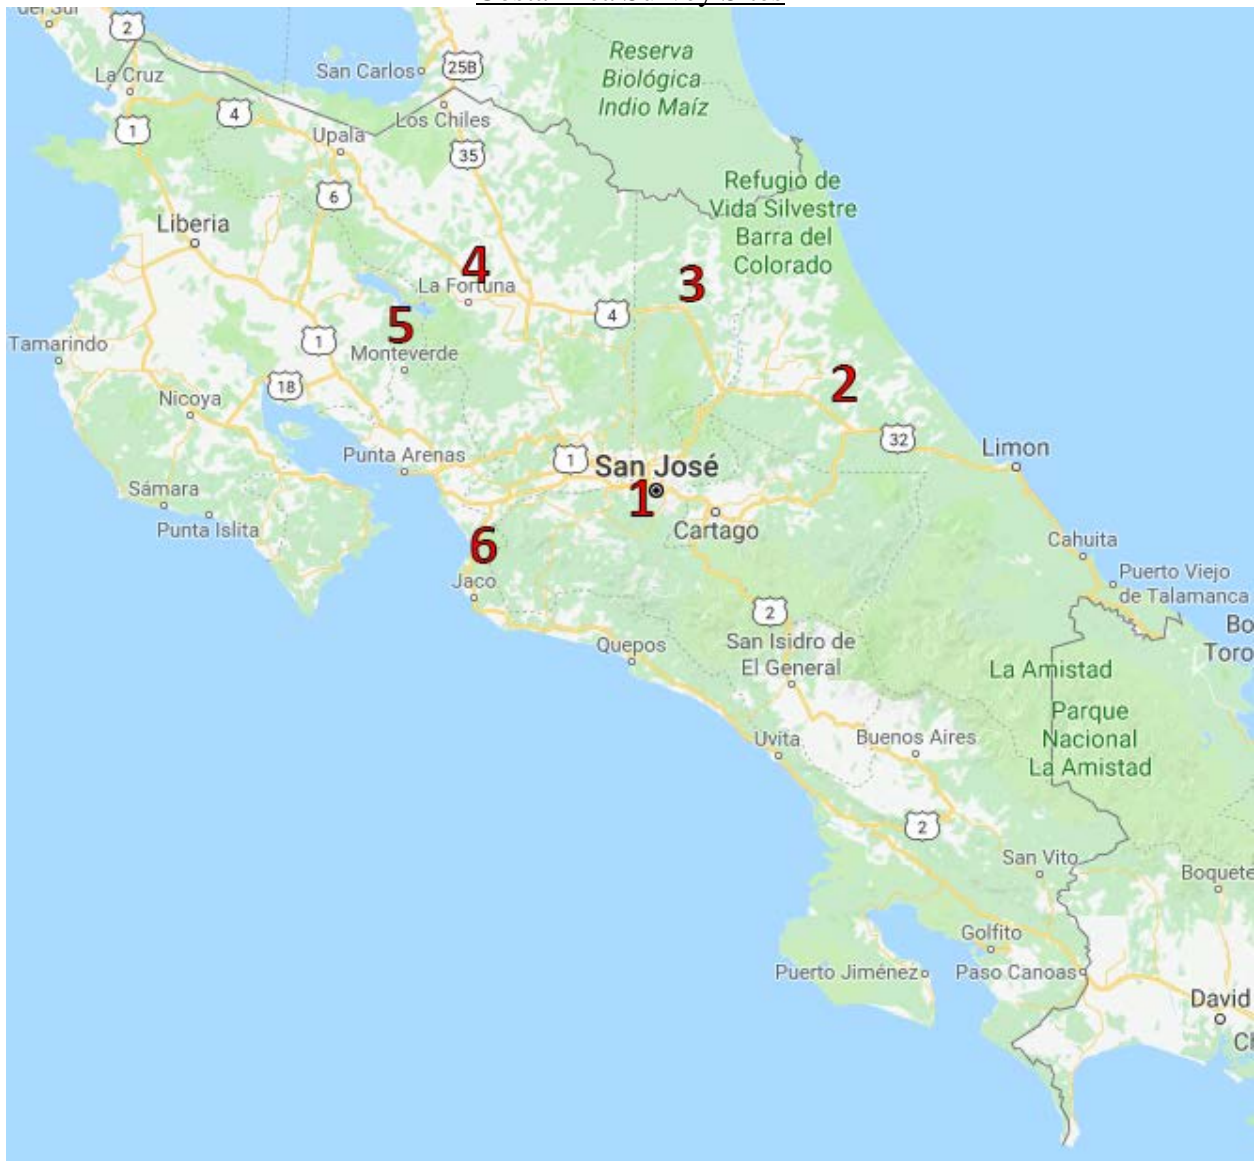 2
La Cruz
San Carlos
25B
Reserva
Biológica
Indio Maíz
4
1
Upala
Los Chiles
35
6
Refugio de
Vida Silvestre
Barra del
Colorado
Liberia
4
La Fortuna
3
5
4
1
Tamarindo
Monteverde
18
2
Nicoya
32
Limon
Punta Arenas
1
San José
1
Sámara
Punta Islita
Cartago
6
Jaco
Cahuita
Puerto Viejo
de Talamanca
2
Bo
Toro
Quepos
San Isidro de
El General
La Amistad
Parque
Nacional
La Amistad
Uvita
Buenos Aires
2
San Vito
Boquete
Golfito
Puerto Jiménez
Paso Canoas
David